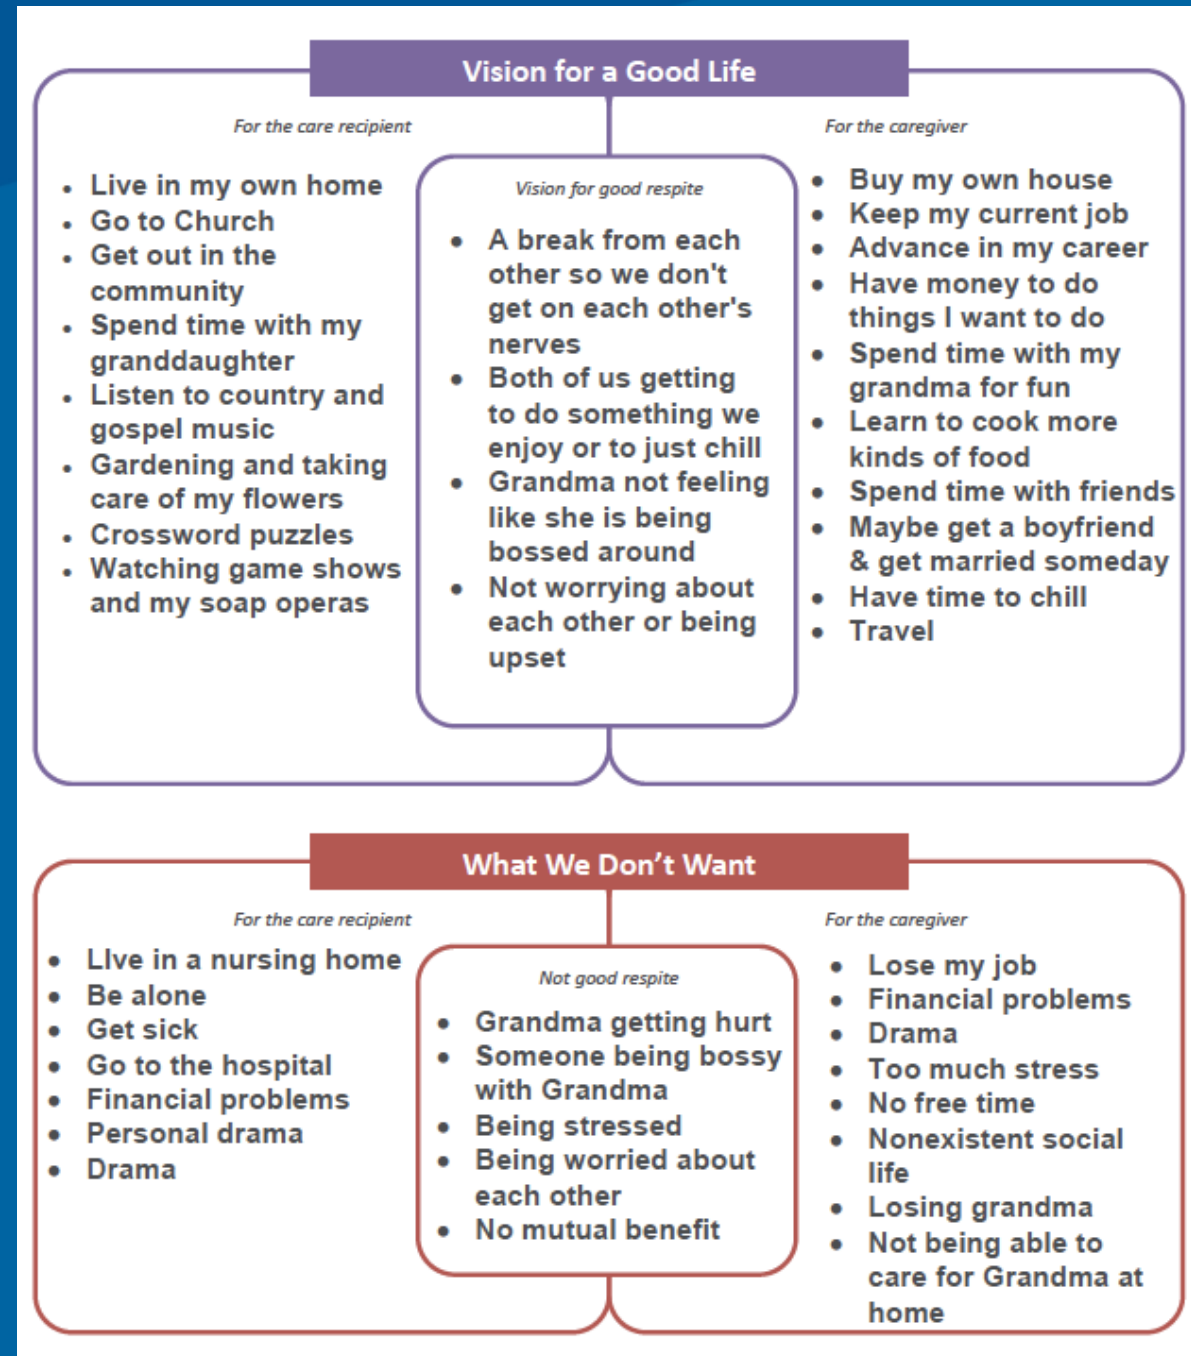 Vision for a Good Life
For the care recipient
• Live in my own home
• Go to Church
• Get out in the
community
• Spend time with my
granddaughter
• Listen to country and
gospel music
• Gardening and taking
care of my flowers
• Crossword puzzles
• Watching game shows
and my soap operas
Vision for good respite
• A break from each
other so we don't
get on each other's
nerves
• Both of us getting
to do something we
enjoy or to just chill
• Grandma not feeling
like she is being
bossed around
• Not worrying about
each other or being
upset
For the caregiver
• Buy my own house
• Keep my current job
• Advance in my career
• Have money to do
things I want to do
• Spend time with my
grandma for fun
• Learn to cook more
kinds of food
• Spend time with friends
• Maybe get a boyfriend
& get married someday
• Have time to chill
• Travel
What We Don’t Want
For the care recipient
• LIve in a nursing home
• Be alone
• Get sick
• Go to the hospital
• Financial problems
• Personal drama
• Drama
Not good respite
• Grandma getting hurt
• Someone being bossy
with Grandma
• Being stressed
• Being worried about
each other
• No mutual benefit
For the caregiver
• Lose my job
• Financial problems
• Drama
• Too much stress
• No free time
• Nonexistent social
life
• Losing grandma
• Not being able to
care for Grandma at
home